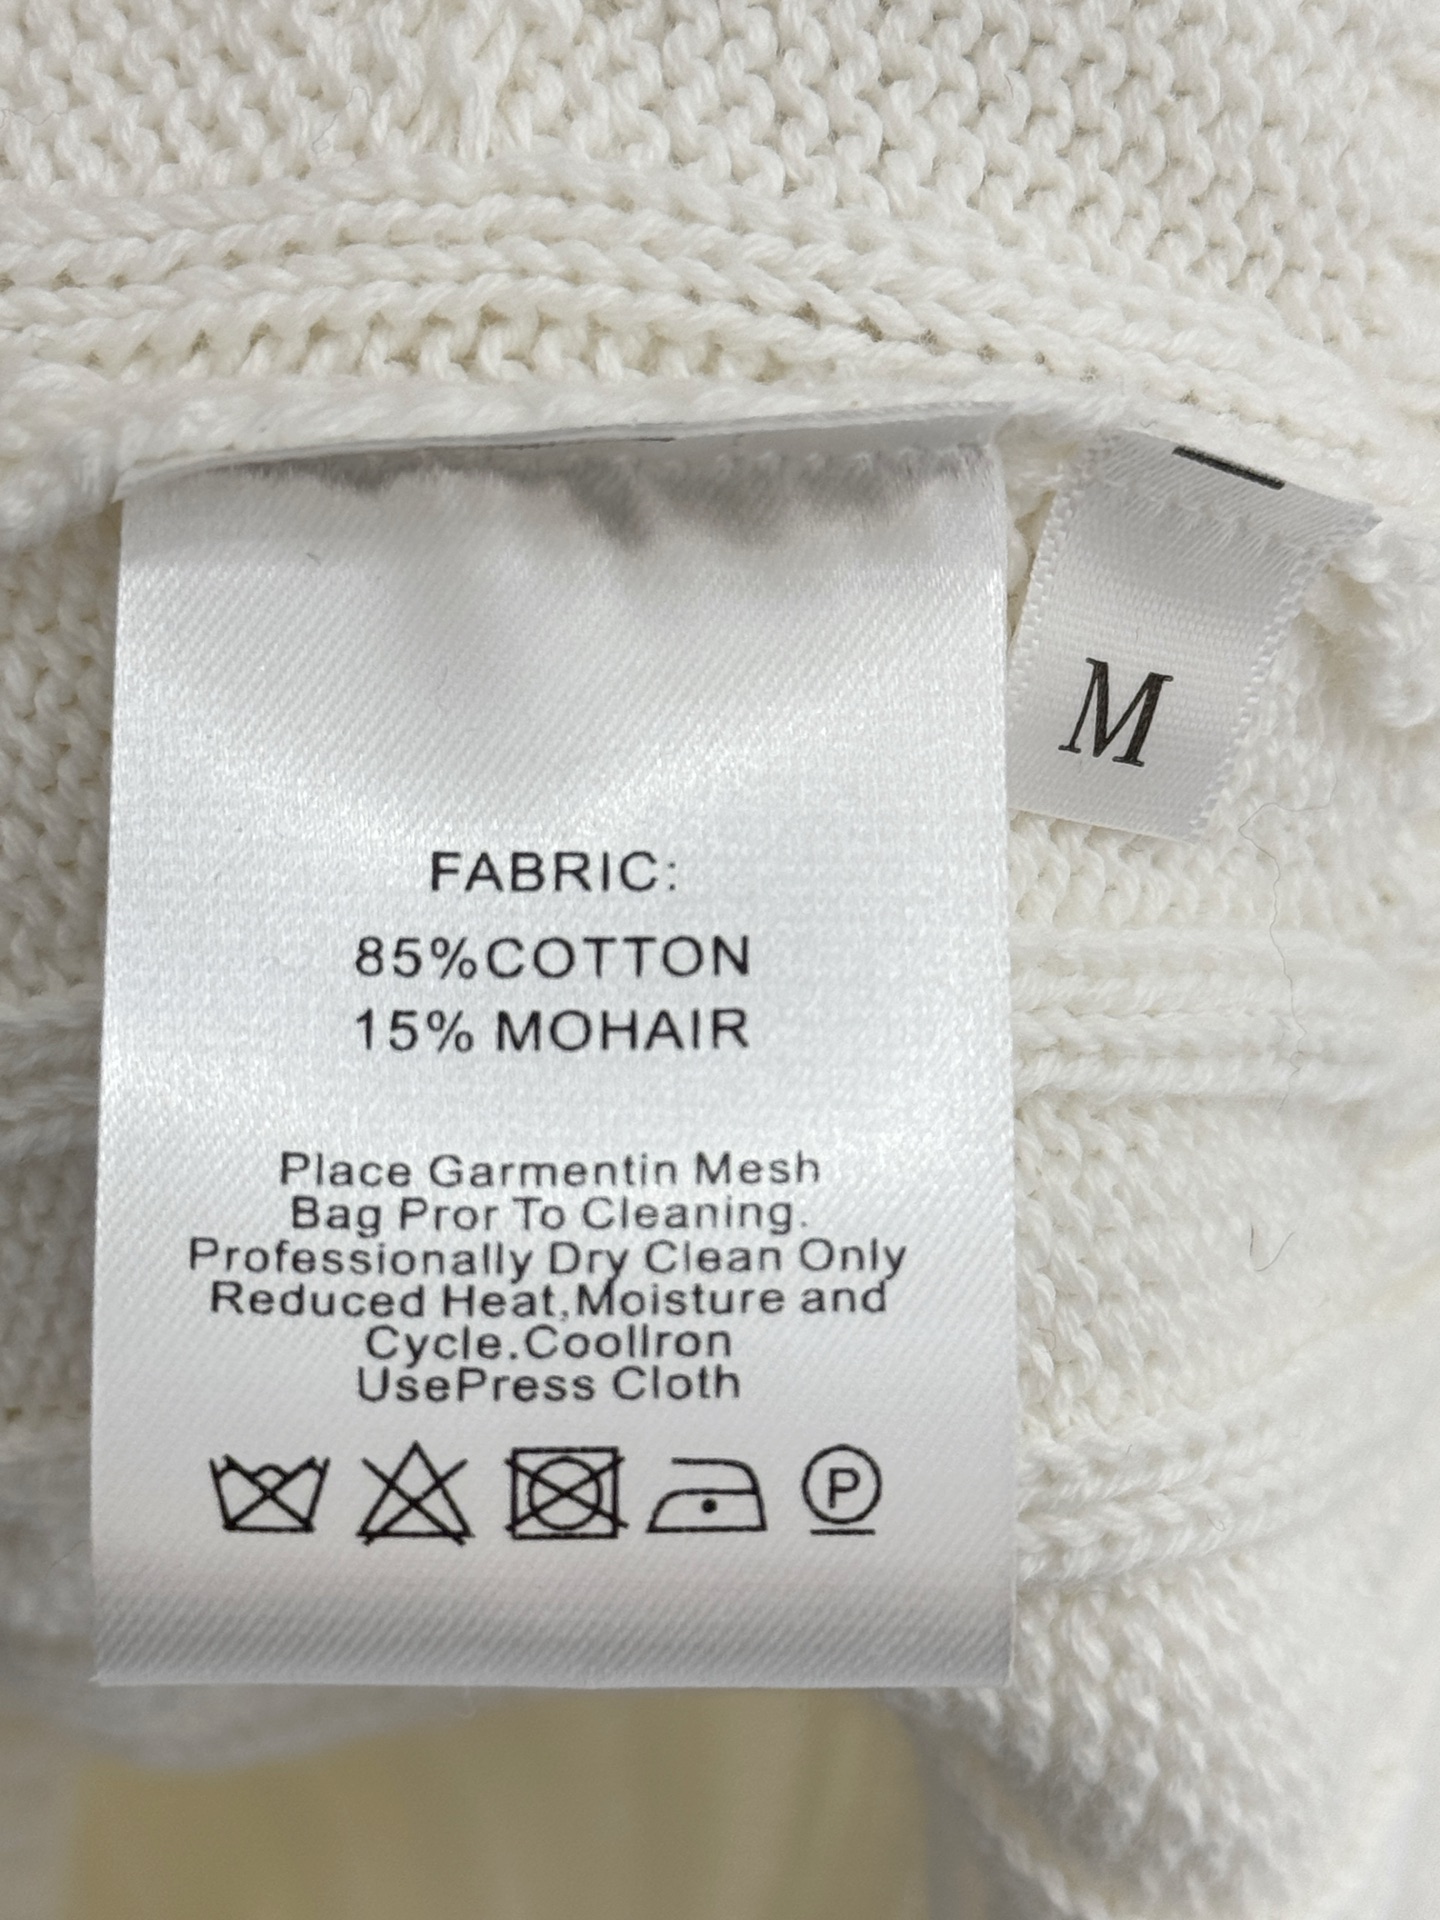 M
FABRIC:
85%COTTON
15% MOHAIR
Place Garmentin Mesh
Bag Pror To Cleaning.
Professionally Dry Clean Only
Reduced Heat,Moisture and
Cycle.CoolIron
UsePress Cloth
P